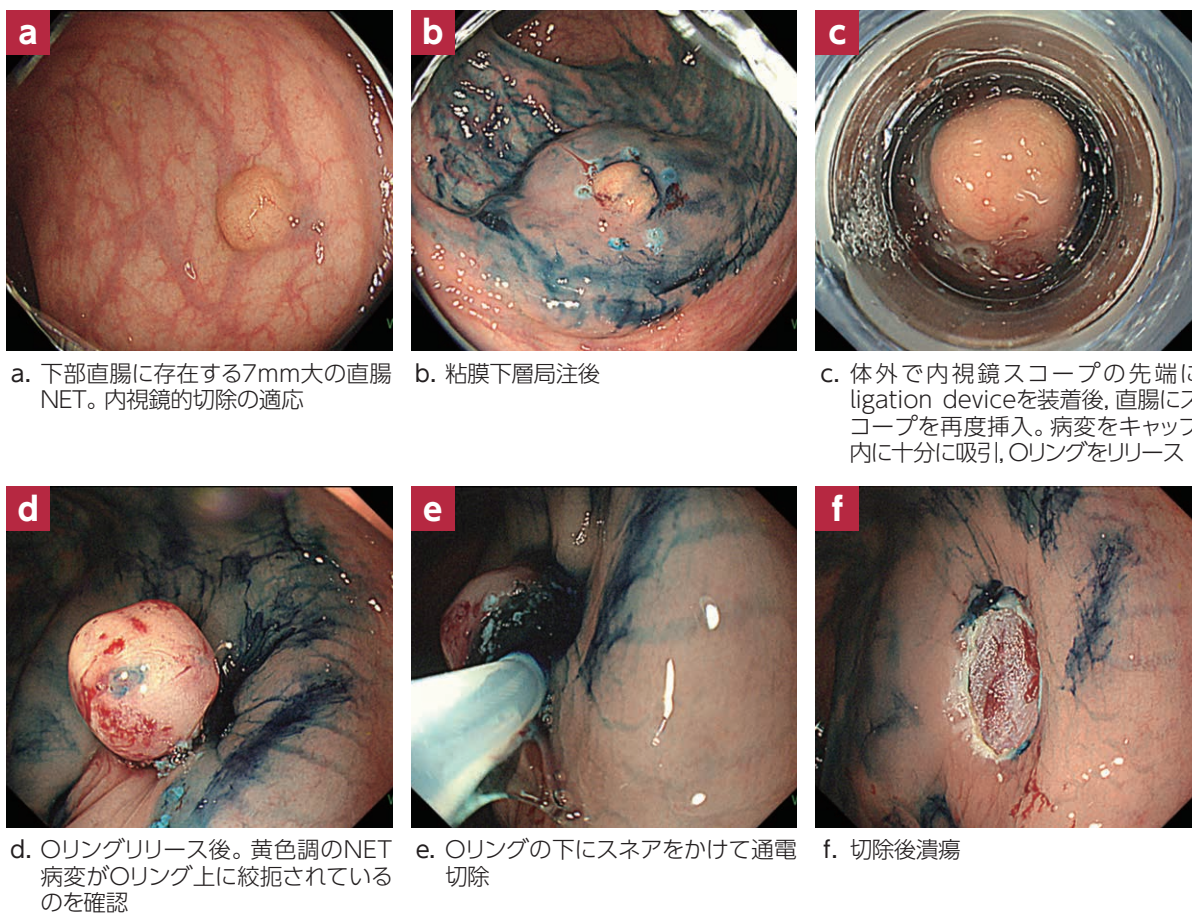 a
b
c
a. 下部直腸に存在する7mm大の直腸
NET。内視鏡的切除の適応
b. 粘膜下層局注後
c. 体外で内視鏡スコープの先端に
ligation deviceを装着後, 直腸にス
コープを再度挿入。病変をキャップ
内に十分に吸引, Oリングをリリース
d
e
f
d. Oリングリリース後。黄色調のNET
病変がOリング上に絞扼されている
のを確認
e. Oリングの下にスネアをかけて通電
切除
f. 切除後潰瘍